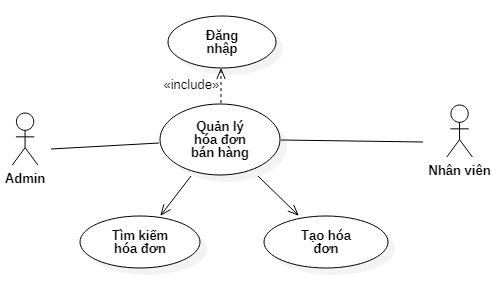 Đăng
nhập
«include»
Quản lý
hóa đơn
bán hàng
Admin
Nhân viên
Tìm kiếm
hóa đơn
Tạo hóa
đơn